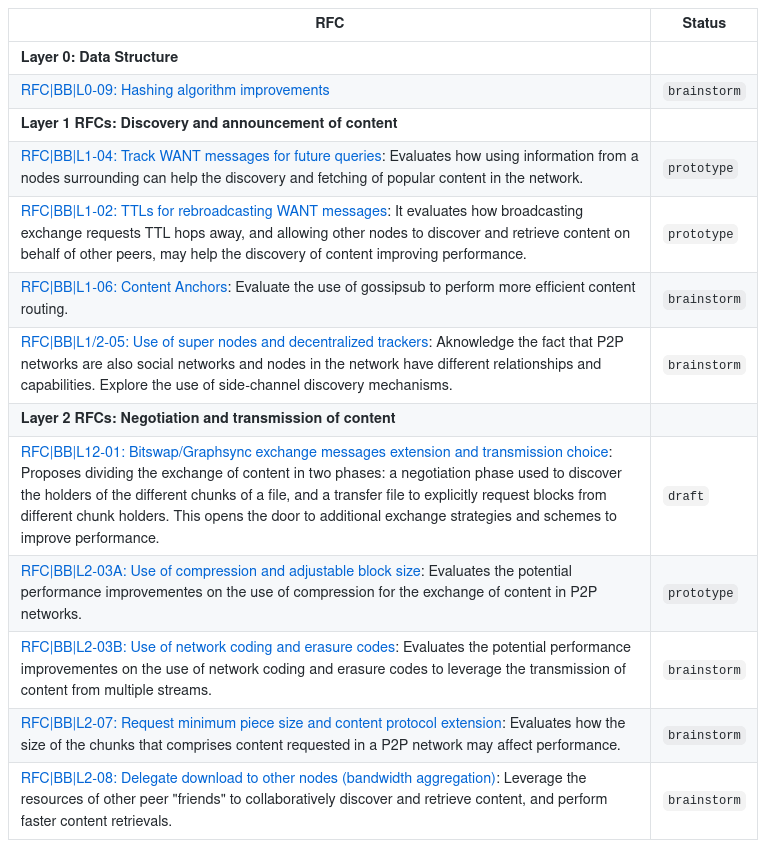 RFC Status
Layer 0: Data Structure
RFC|BB|L0-09: Hashing algorithm improvements brainstorm
Layer 1 RFCs: Discovery and announcement of content
RFC|BB|L1-04: Track WANT messages for future queries: Evaluates how using information from a
nodes surrounding can help the discovery and fetching of popular content in the network.
prototype
RFC|BB|L1-02: TTLs for rebroadcasting WANT messages: It evaluates how broadcasting
exchange requests TTL hops away, and allowing other nodes to discover and retrieve content on
behalf of other peers, may help the discovery of content improving performance.
prototype
RFC|BB|L1-06: Content Anchors: Evaluate the use of gossipsub to perform more efficient content
routing.
brainstorm
RFC|BB|L1/2-05: Use of super nodes and decentralized trackers: Aknowledge the fact that P2P
networks are also social networks and nodes in the network have different relationships and
capabilities. Explore the use of side-channel discovery mechanisms.
brainstorm
Layer 2 RFCs: Negotiation and transmission of content
RFC|BB|L12-01: Bitswap/Graphsync exchange messages extension and transmission choice:
Proposes dividing the exchange of content in two phases: a negotiation phase used to discover
the holders of the different chunks of a file, and a transfer file to explicitly request blocks from
different chunk holders. This opens the door to additional exchange strategies and schemes to
improve performance.
draft
RFC|BB|L2-03A: Use of compression and adjustable block size: Evaluates the potential
performance improvementes on the use of compression for the exchange of content in P2P
networks.
prototype
RFC|BB|L2-03B: Use of network coding and erasure codes: Evaluates the potential performance
improvementes on the use of network coding and erasure codes to leverage the transmission of
content from multiple streams.
brainstorm
RFC|BB|L2-07: Request minimum piece size and content protocol extension: Evaluates how the
size of the chunks that comprises content requested in a P2P network may affect performance.
brainstorm
RFC|BB|L2-08: Delegate download to other nodes (bandwidth aggregation): Leverage the
resources of other peer "friends" to collaboratively discover and retrieve content, and perform
faster content retrievals.
brainstorm